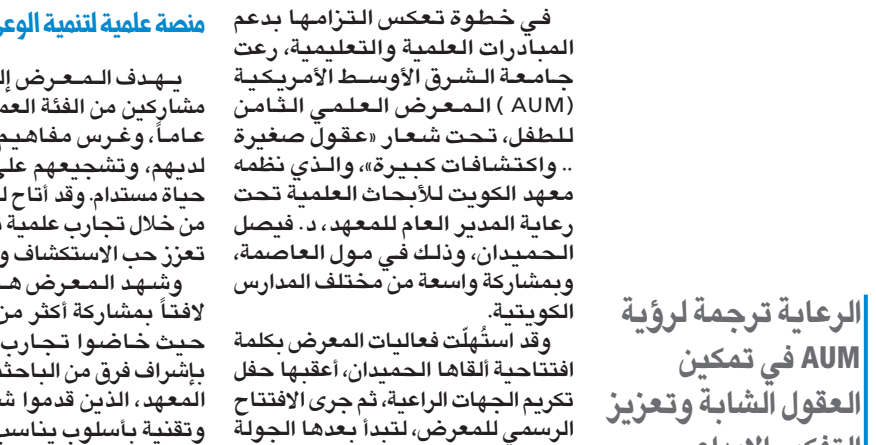 الرعاية ترجمة لرؤية
AUM في تمكين
العقول الشابة وتعزيز
في خطوة تعكس التزامها بدعم
المبادرات العلمية والتعليمية، رعت
جامعة الشرق الأوسط الأمريكية
(AUM ) المعرض العلمي الثامن
للطفل، تحت شعار «عقول صغيرة
.. واكتشافات كبيرة»، والذي نظمه
معهد الكويت للأبحاث العلمية تحت
رعاية المدير العام للمعهد، د. فيصل
الحميدان، وذلك في مول العاصمة،
وبمشاركة واسعة من مختلف المدارس
الكويتية.
وقد استُهلّت فعاليات المعرض بكلمة
افتتاحية ألقاها الحميدان، أعقبها حفل
تكريم الجهات الراعية، ثم جرى الافتتاح
الرسمي للمعرض، لتبدأ بعدها الجولة
منصة علمية لتنمية
يهدف المعرض
مشاركين من الفئة
عاماً، وغرس مفاهيم
لديهم، وتشجيعهم
حياة مستدام. وقد أتاح
من خلال تجارب علمية
تعزز حب الاستكشاف
وشهد المعرض
لافتاً بمشاركة أكثر من
حيث خاضوا تجارب
بإشراف فرق من
المعهد، الذين قدموا
وتقنية بأسلوب يناسب